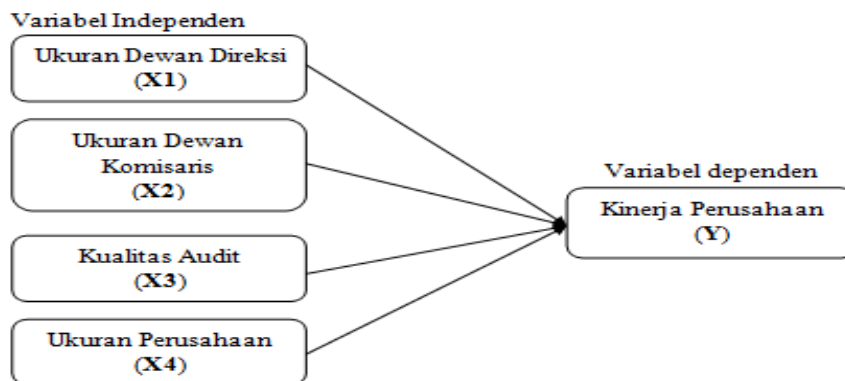 Variabel Independen
Ukuran Dewan Direksi
(X1)
Ukuran Dewan
Komisaris
(X2)
Kualitas Audit
(X3)
Ukuran Perusahaan
(X4)
Variabel dependen
Kinerja Perusahaan
(Y)